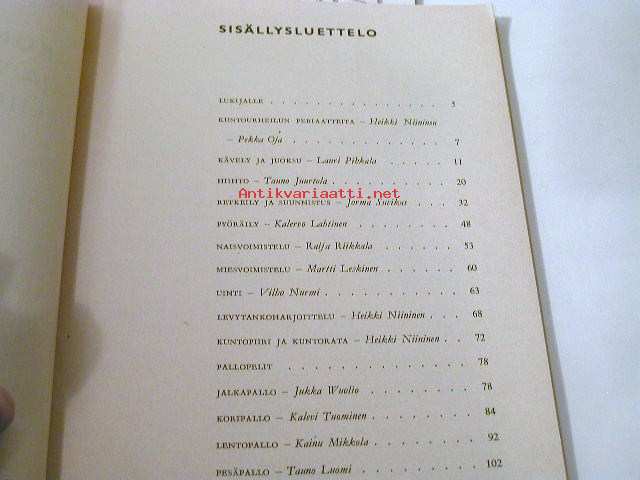 SISÄLLYSLUETTELO
LUKIJALLE . . . . . . . . . . . . . . 5
KUNTOURHEILUN PERIAATTEITA – Heikki Niininen
– Pekka Oja . . . . . . . . . . . . 7
KÄVELY JA JUOKSU – Lauri Pihkala . . . . . 11
HIIHTO – Tauno Juurtola . . . . . . . . . 20
Antikvariaatti.net
RETKEILY JA SUUNNISTUS – Jorma Suvikas . . . 32
PYÖRÄILY – Kalervo Lahtinen . . . . . . . 48
NAISVOIMISTELU – Raija Riikkala . . . . . . 53
MIESVOIMISTELU – Martti Leskinen . . . . . 60
UINTI – Vilho Nurmi . . . . . . . . . . 63
LEVYTANKOHARJOITTELU – Heikki Niininen . . . 68
KUNTOPIIRI JA KUNTORATA – Heikki Niininen . . 72
PALLOPELIT . . . . . . . . . . . . . 78
JALKAPALLO – Jukka Wuolio . . . . . . . . 78
KORIPALLO – Kalevi Tuominen . . . . . . . 84
LENTOPALLO – Kainu Mikkola . . . . . . . 92
PESÄPALLO – Tauno Luomi . . . . . . . . 102